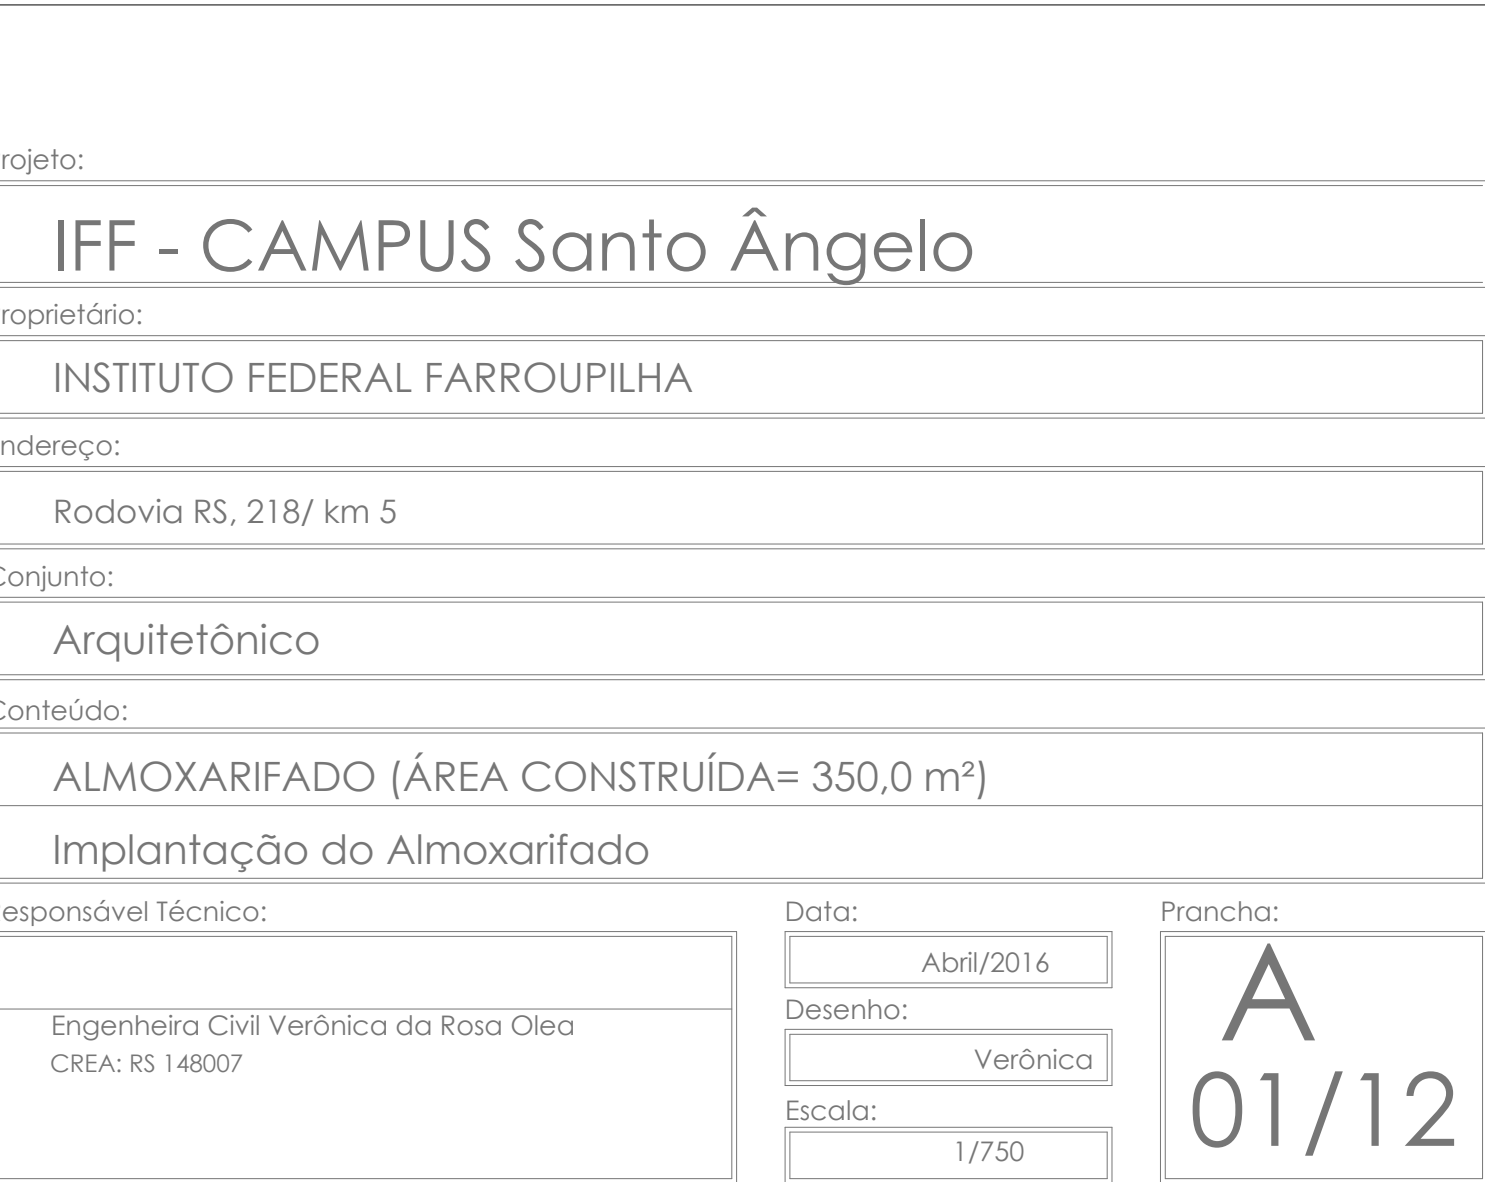 rojeto:
IFF - CAMPUS Santo Ângelo
roprietário:
INSTITUTO FEDERAL FARROUPILHA
ndereço:
Rodovia RS, 218/ km 5
Conjunto:
Arquitetônico
Conteúdo:
ALMOXARIFADO (ÁREA CONSTRUÍDA= 350,0 m²)
Implantação do Almoxarifado
esponsável Técnico:
Engenheira Civil Verônica da Rosa Olea
CREA: RS 148007
Data:
Abril/2016
Desenho:
Verônica
Escala:
1/750
Prancha:
A
01/12